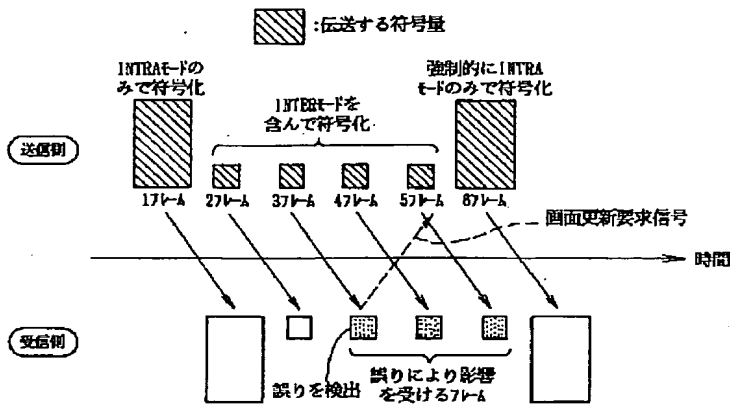 :伝送する符号量
INTRAモードの
みで符号化
強制的にINTRA
モードのみで符号化
INTERモードを
含んで符号化
送信側
1フレーム
2フレーム
3フレーム
4フレーム
5フレーム
6フレーム
画面更新要求信号
時間
受信側
誤りを検出
誤りにより影響
を受けるフレーム